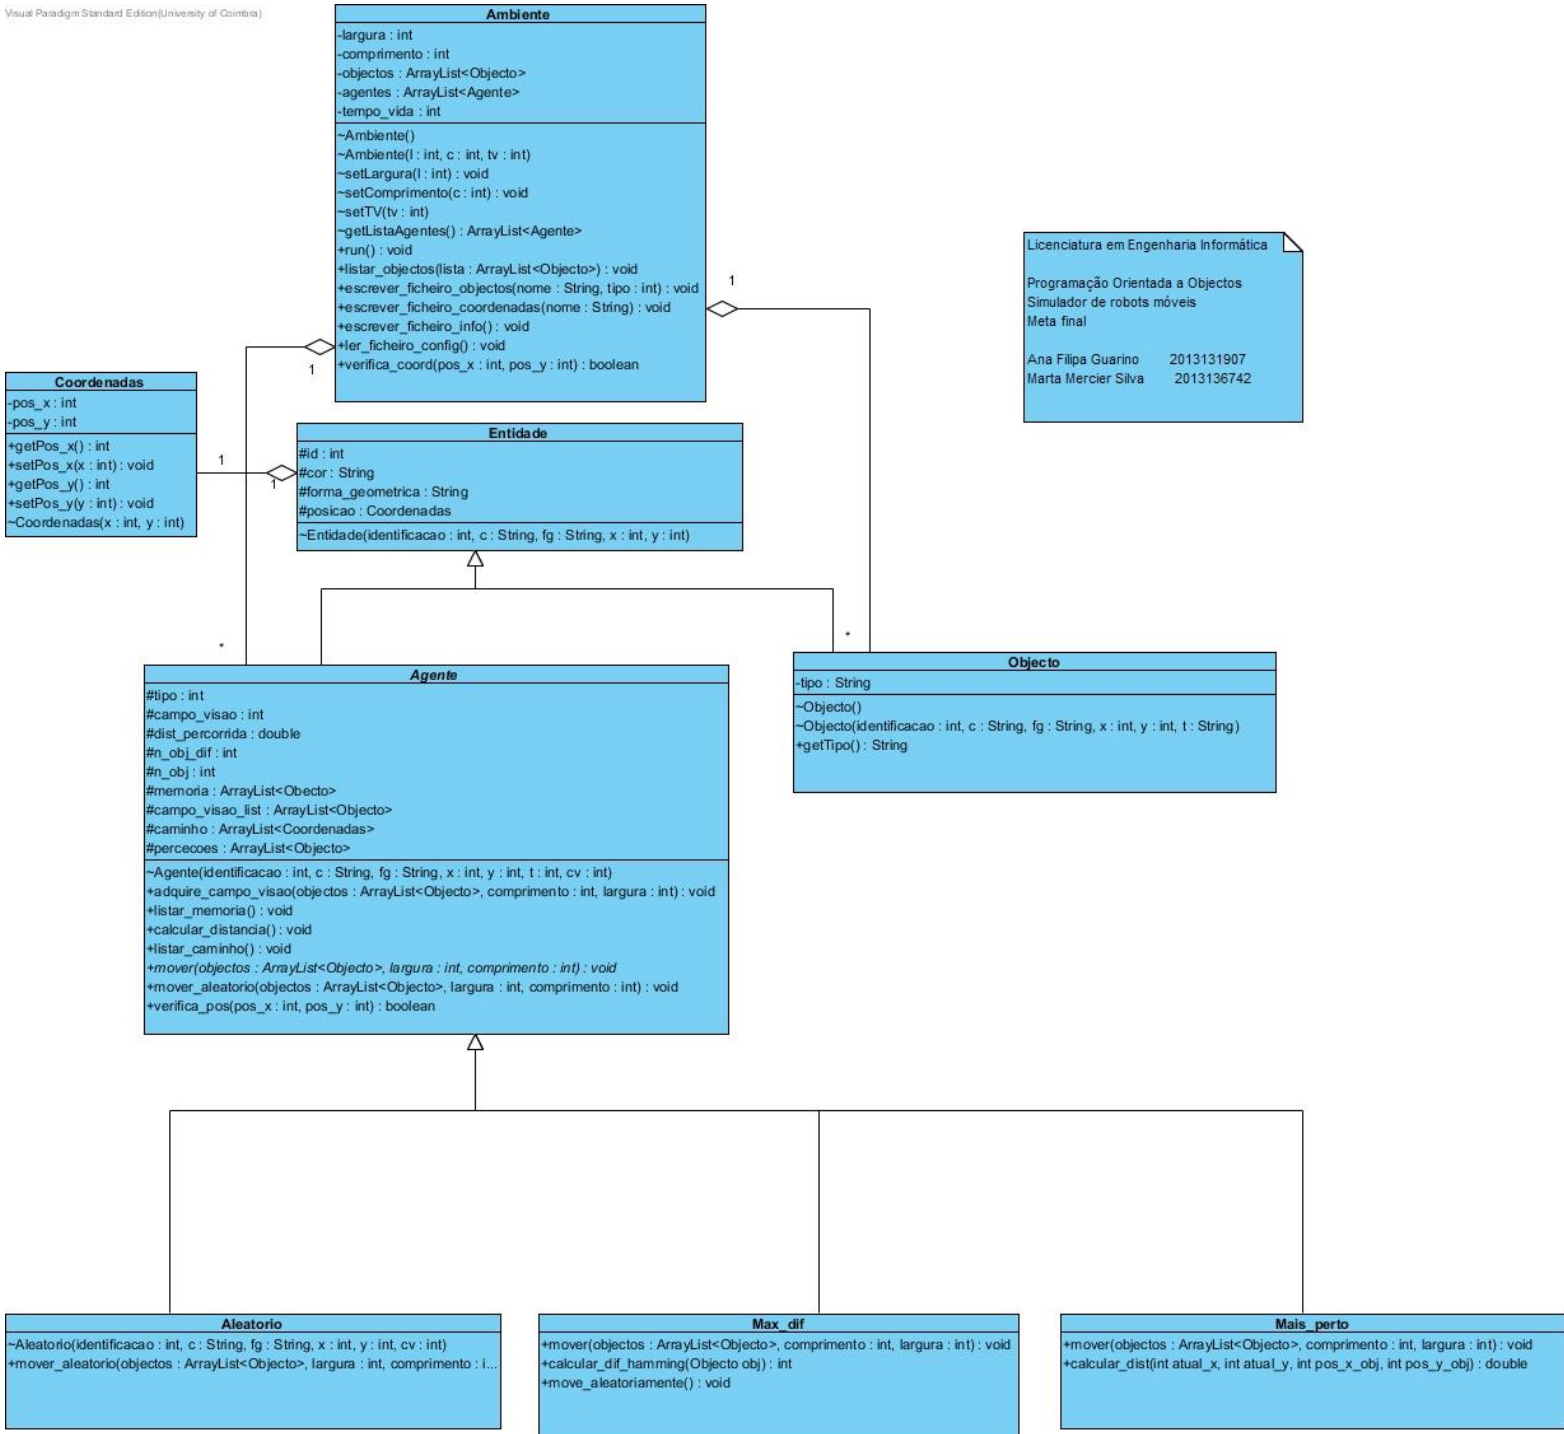 Visual Paradigm Standard Edition(University of Coimbra)
Ambiente
-largura : int
-comprimento : int
-objectos : ArrayList<Objecto>
-agentes : ArrayList<Agente>
-tempo_vida : int
~Ambiente()
~Ambiente(l : int, c : int, tv : int)
~setLargura(l : int) : void
~setComprimento(c : int) : void
~setTV(tv : int)
~getListaAgentes() : ArrayList<Agente>
+run() : void
+listar_objectos(lista : ArrayList<Objecto>) : void
+escrever_ficheiro_objectos(nome : String, tipo : int) : void
+escrever_ficheiro_coordenadas(nome : String) : void
+escrever_ficheiro_info() : void
+ler_ficheiro_config() : void
+verifica_coord(pos_x : int, pos_y : int) : boolean
1
1
Licenciatura em Engenharia Informática
Programação Orientada a Objectos
Simulador de robots móveis
Meta final
Ana Filipa Guarino 2013131907
Marta Mercier Silva 2013136742
Coordenadas
-pos_x : int
-pos_y : int
+getPos_x() : int
+setPos_x(x : int) : void
+getPos_y() : int
+setPos_y(y : int) : void
~Coordenadas(x : int, y : int)
1
1
Entidade
#id : int
#cor : String
#forma_geometrica : String
#posicao : Coordenadas
~Entidade(identificacao : int, c : String, fg : String, x : int, y : int)
*
*
Agente
#tipo : int
#campo_visao : int
#dist_percorrida : double
#n_obj_dif : int
#n_obj : int
#memoria : ArrayList<Obecto>
#campo_visao_list : ArrayList<Objecto>
#caminho : ArrayList<Coordenadas>
#percecoes : ArrayList<Objecto>
~Agente(identificacao : int, c : String, fg : String, x : int, y : int, t : int, cv : int)
+adquire_campo_visao(objectos : ArrayList<Objecto>, comprimento : int, largura : int) : void
+listar_memoria() : void
+calcular_distancia() : void
+listar_caminho() : void
+mover(objectos : ArrayList<Objecto>, largura : int, comprimento : int) : void
+mover_aleatorio(objectos : ArrayList<Objecto>, largura : int, comprimento : int) : void
+verifica_pos(pos_x : int, pos_y : int) : boolean
Objecto
-tipo : String
~Objecto()
~Objecto(identificacao : int, c : String, fg : String, x : int, y : int, t : String)
+getTipo() : String
Aleatorio
~Aleatorio(identificacao : int, c : String, fg : String, x : int, y : int, cv : int)
+mover_aleatorio(objectos : ArrayList<Objecto>, largura : int, comprimento : i...
Max_dif
+mover(objectos : ArrayList<Objecto>, comprimento : int, largura : int) : void
+calcular_dif_hamming(Objecto obj) : int
+move_aleatoriamente() : void
Mais_perto
+mover(objectos : ArrayList<Objecto>, comprimento : int, largura : int) : void
+calcular_dist(int atual_x, int atual_y, int pos_x_obj, int pos_y_obj) : double